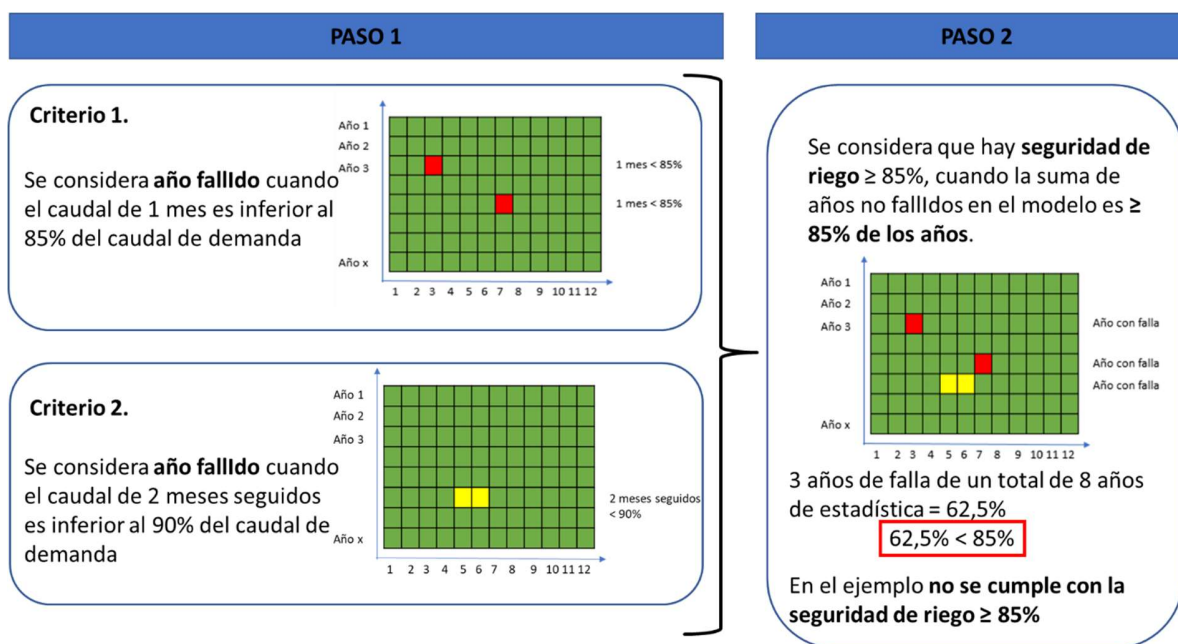 PASO 1
Criterio 1.
Se considera año fallIdo cuando
el caudal de 1 mes es inferior al
85% del caudal de demanda
Año 1
Año 2
Año 3
Año x
1 mes < 85%
1 mes < 85%
1 2 3 4 5 6 7 8 9 10 11 12
Criterio 2.
Se considera año fallIdo cuando
el caudal de 2 meses seguidos
es inferior al 90% del caudal de
demanda
Año 1
Año 2
Año 3
Año x
2 meses seguidos
< 90%
1 2 3 4 5 6 7 8 9 10 11 12
PASO 2
Se considera que hay seguridad de
riego ≥ 85%, cuando la suma de
años no fallIdos en el modelo es ≥
85% de los años.
Año 1
Año 2
Año 3
Año x
Año con falla
Año con falla
Año con falla
1 2 3 4 5 6 7 8 9 10 11 12
3 años de falla de un total de 8 años
de estadística = 62,5%
62,5% < 85%
En el ejemplo no se cumple con la
seguridad de riego ≥ 85%